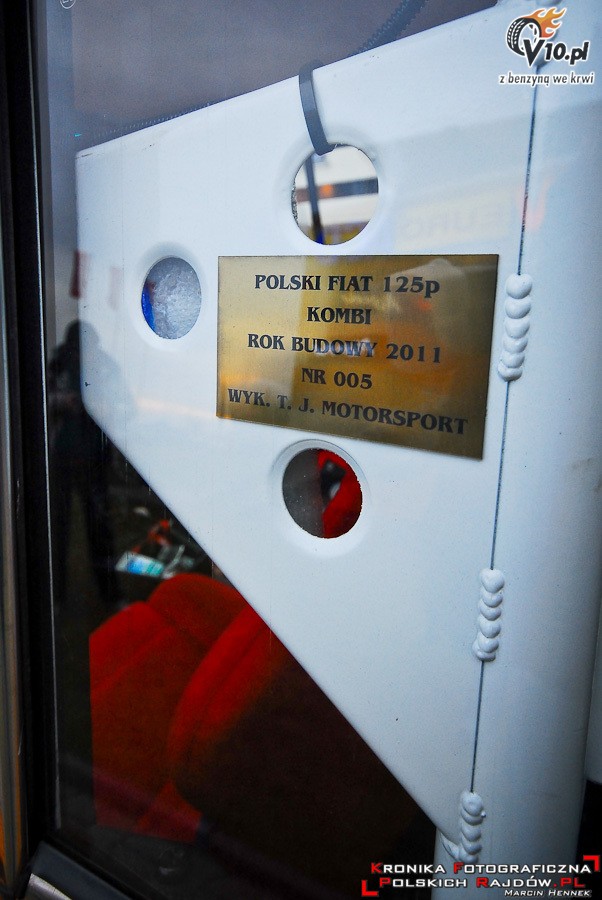 V10.pl
z benzyną we krwi
POLSKI FIAT 125p
KOMBI
ROK BUDOWY 2011
NR 005
WYK. T. J. MOTORSPORT
KRONIKA FOTOGRAFICZNA
POLSKICH RAJDÓW.PL
MARCIN HENNEK